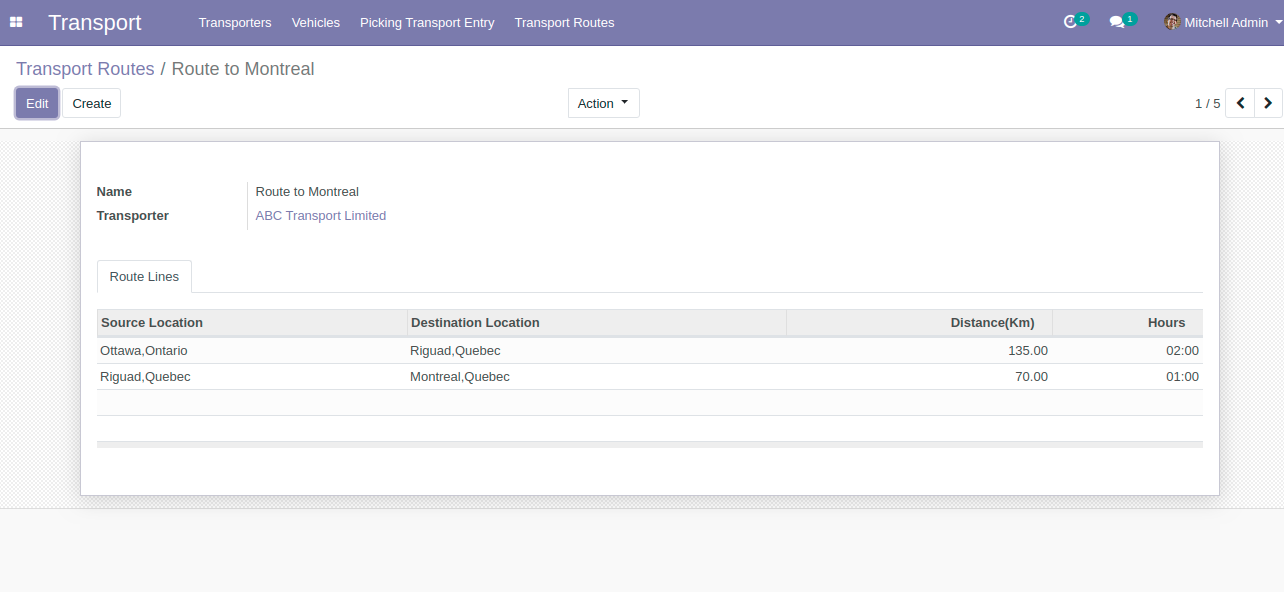 Transport Transporters Vehicles Picking Transport Entry Transport Routes 2 1 Mitchell Admin
Transport Routes / Route to Montreal
Edit Create Action 1 / 5
Name Route to Montreal
Transporter ABC Transport Limited
Route Lines
Source Location Destination Location Distance(Km) Hours
Ottawa,Ontario Riguad,Quebec 135.00 02:00
Riguad,Quebec Montreal,Quebec 70.00 01:00